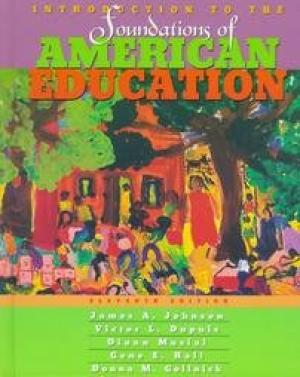 INTRODUCTION TO THE
Foundations of
AMERICAN
EDUCATION
ELEVENTH EDITION
James A. Johnson
Victor L. Dupuis
Diann Musial
Gene E. Hall
Donna M. Gollnick